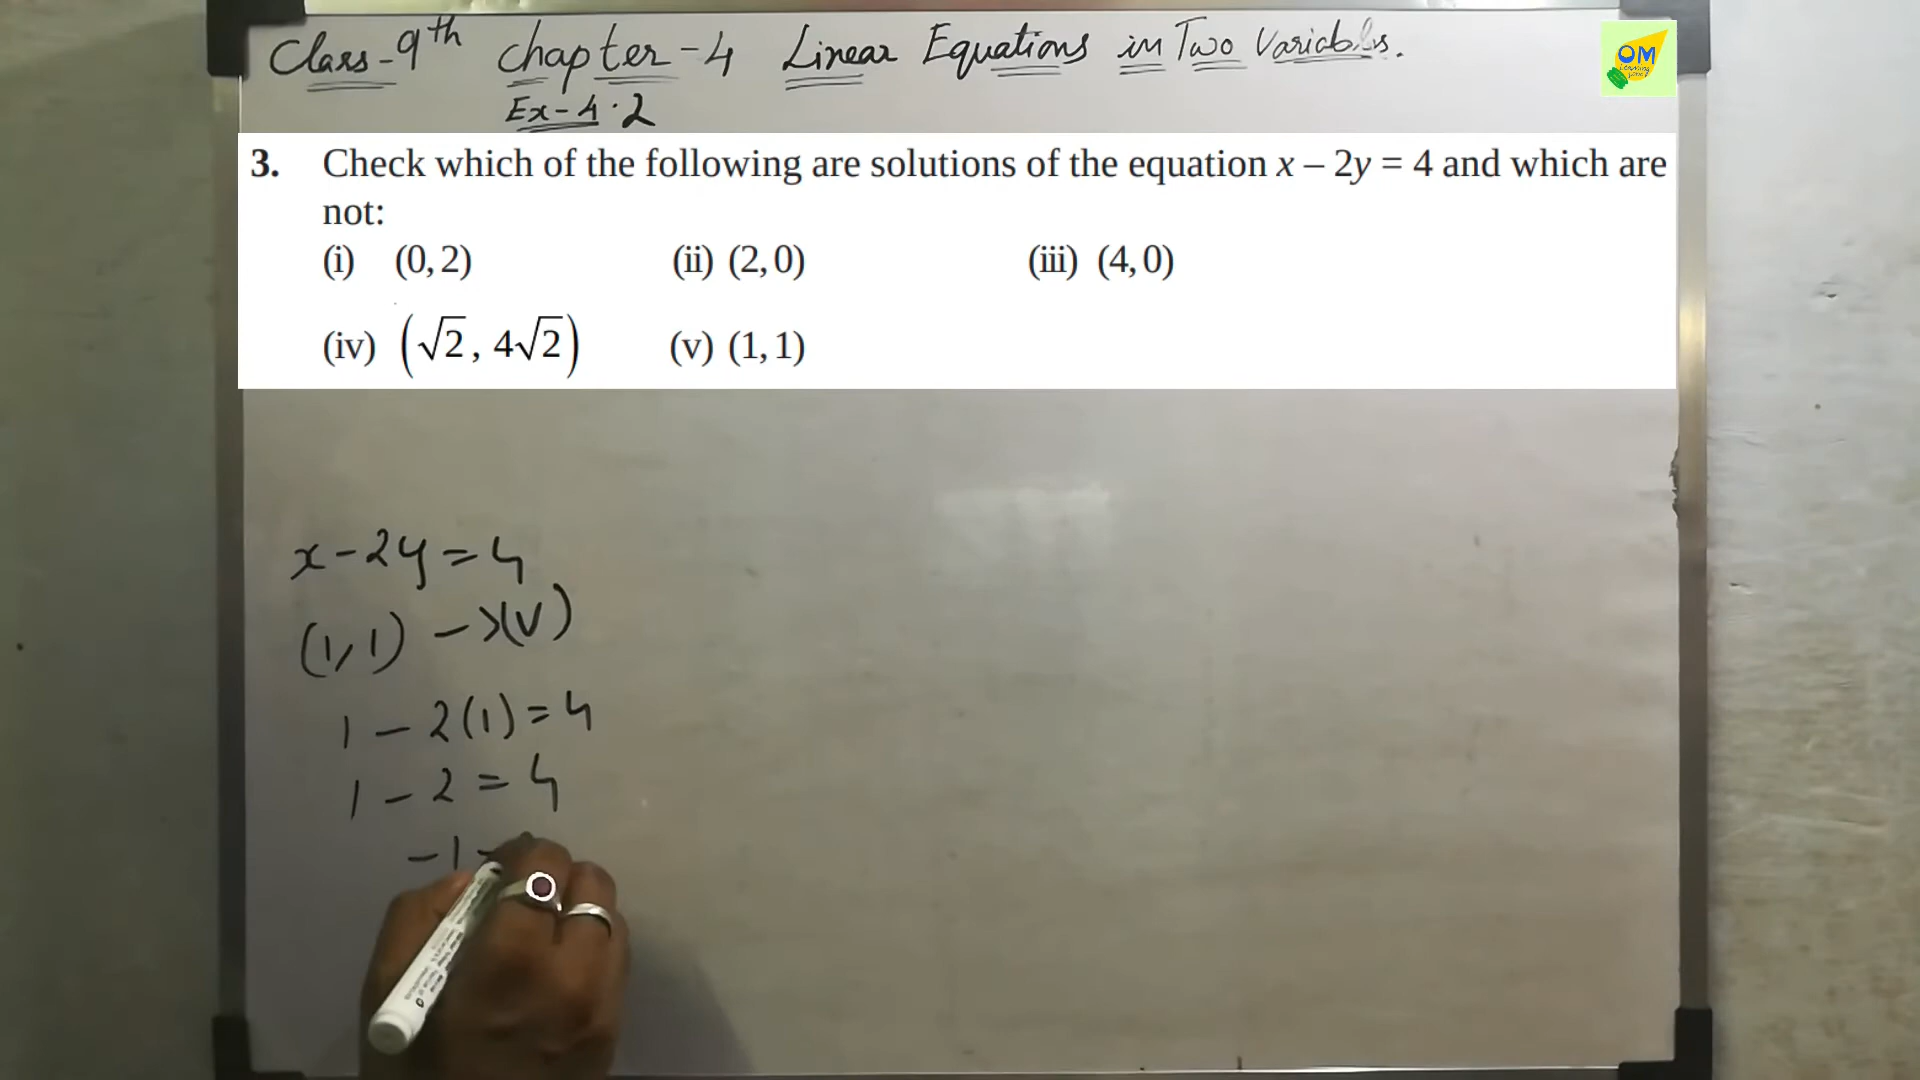 Class-9th chapter-4 Linear Equations in Two Variables.
Ex-4.2
OM
3. Check which of the following are solutions of the equation x – 2y = 4 and which are
not:
(i) (0, 2) (ii) (2, 0) (iii) (4, 0)
(iv) (√2, 4√2) (v) (1, 1)
x-2y=4
(1,1) ->(V)
1-2(1)=4
1-2=4
-1